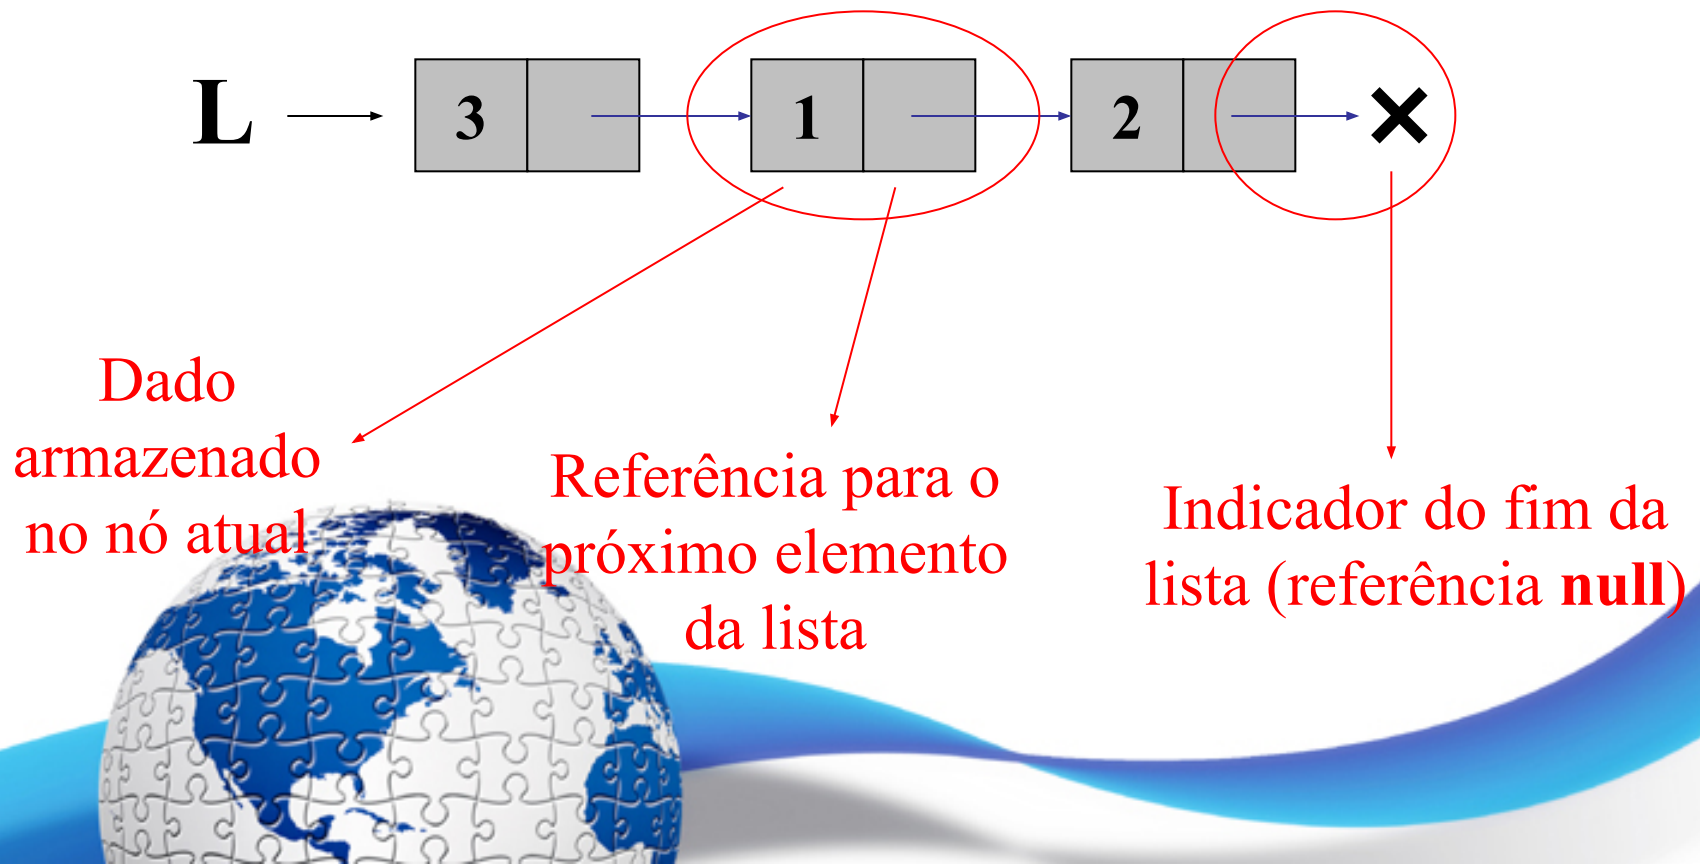 L 3 1 2 ×
Dado
armazenado
no nó atual
Referência para o
próximo elemento
da lista
Indicador do fim da
lista (referência null)